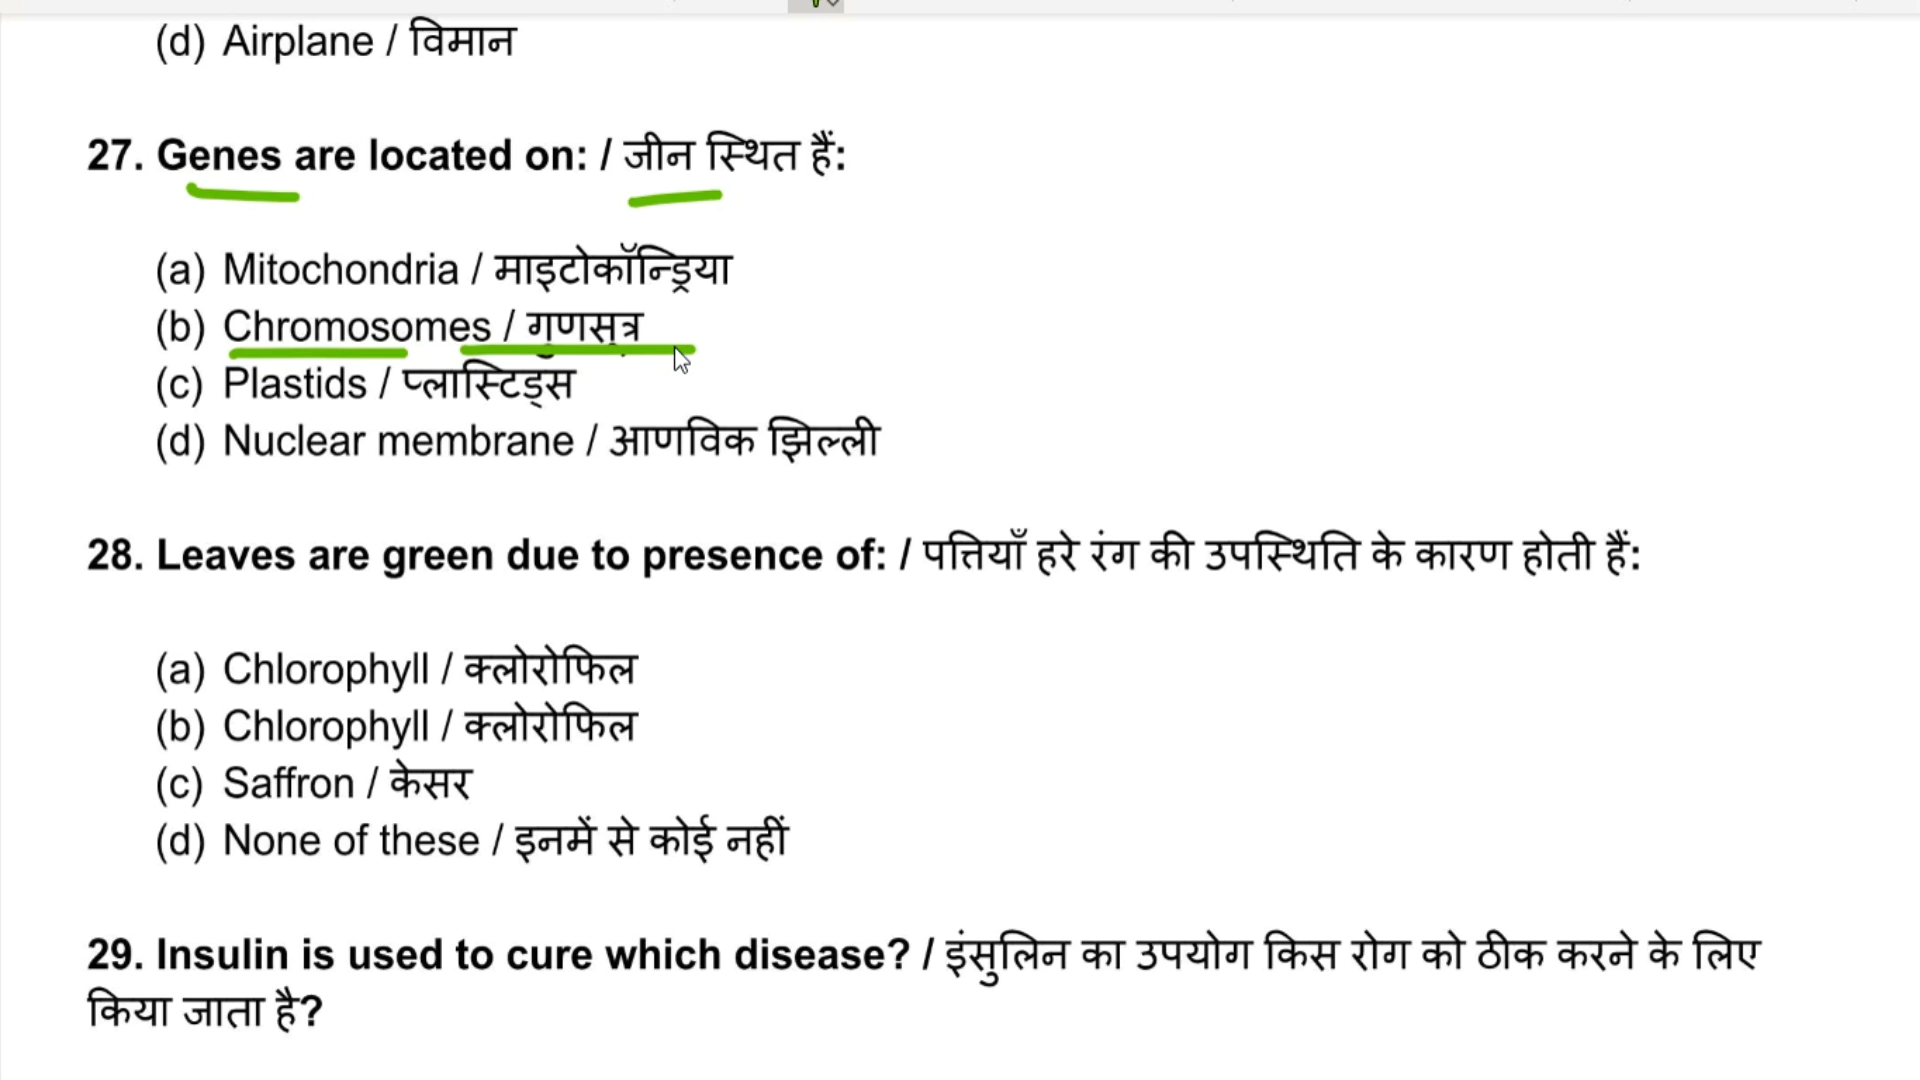 (d) Airplane / विमान
27. Genes are located on: / जीन स्थित हैं:
(a) Mitochondria / माइटोकॉन्ड्रिया
(b) Chromosomes / गुणसूत्र
(c) Plastids / प्लास्टिड्स
(d) Nuclear membrane / आणविक झिल्ली
28. Leaves are green due to presence of: / पत्तियाँ हरे रंग की उपस्थिति के कारण होती हैं:
(a) Chlorophyll / क्लोरोफिल
(b) Chlorophyll / क्लोरोफिल
(c) Saffron / केसर
(d) None of these / इनमें से कोई नहीं
29. Insulin is used to cure which disease? / इंसुलिन का उपयोग किस रोग को ठीक करने के लिए
किया जाता है?